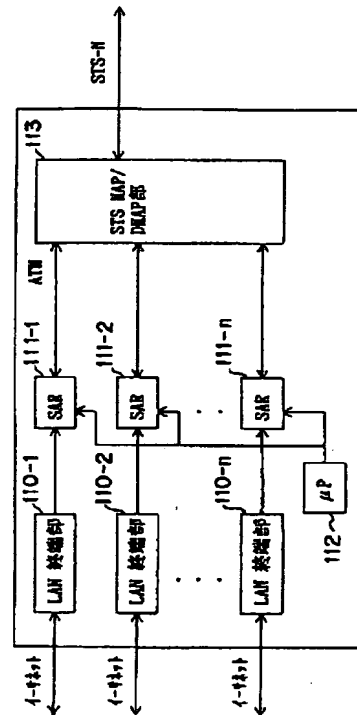 イーサネット
110-1
LAN 終端部
111-1
SAR
ATM
イーサネット
110-2
LAN 終端部
111-2
SAR
113
STS MAP/
DMAP部
STS-N
イーサネット
110-n
LAN 終端部
111-n
SAR
112
μP